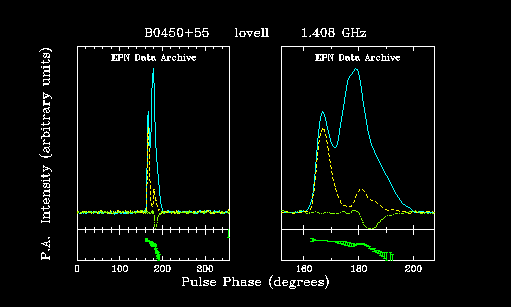 B0450+55 lovell 1.408 GHz
EPN Data Archive EPN Data Archive
Intensity (arbitrary units)
P.A.
0 100 200 300 160 180 200
Pulse Phase (degrees)